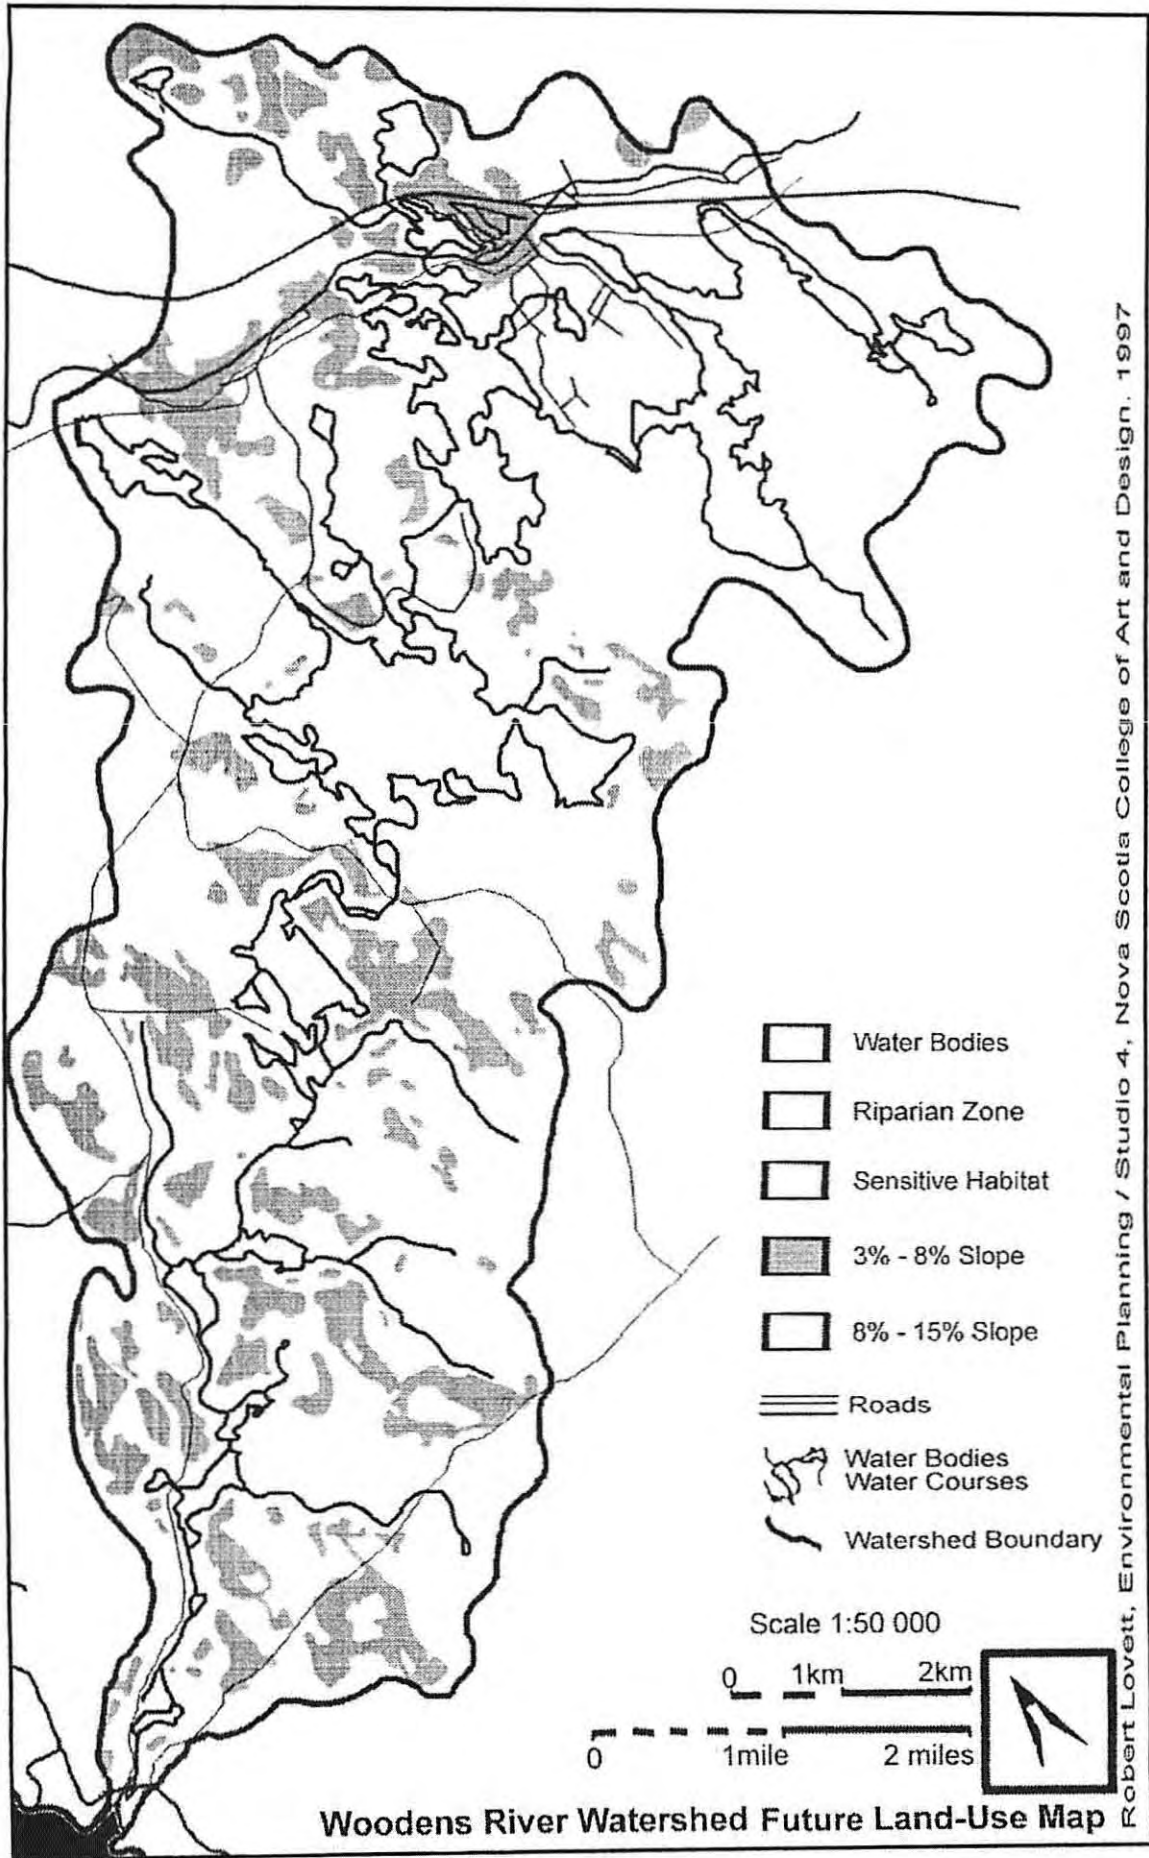 Water Bodies
Riparian Zone
Sensitive Habitat
3% - 8% Slope
8% - 15% Slope
Roads
Water Bodies
Water Courses
Watershed Boundary
Scale 1:50 000
0 1km 2km
0 1mile 2 miles
Woodens River Watershed Future Land-Use Map
Robert Lovett, Environmental Planning / Studio 4, Nova Scotia College of Art and Design. 1997